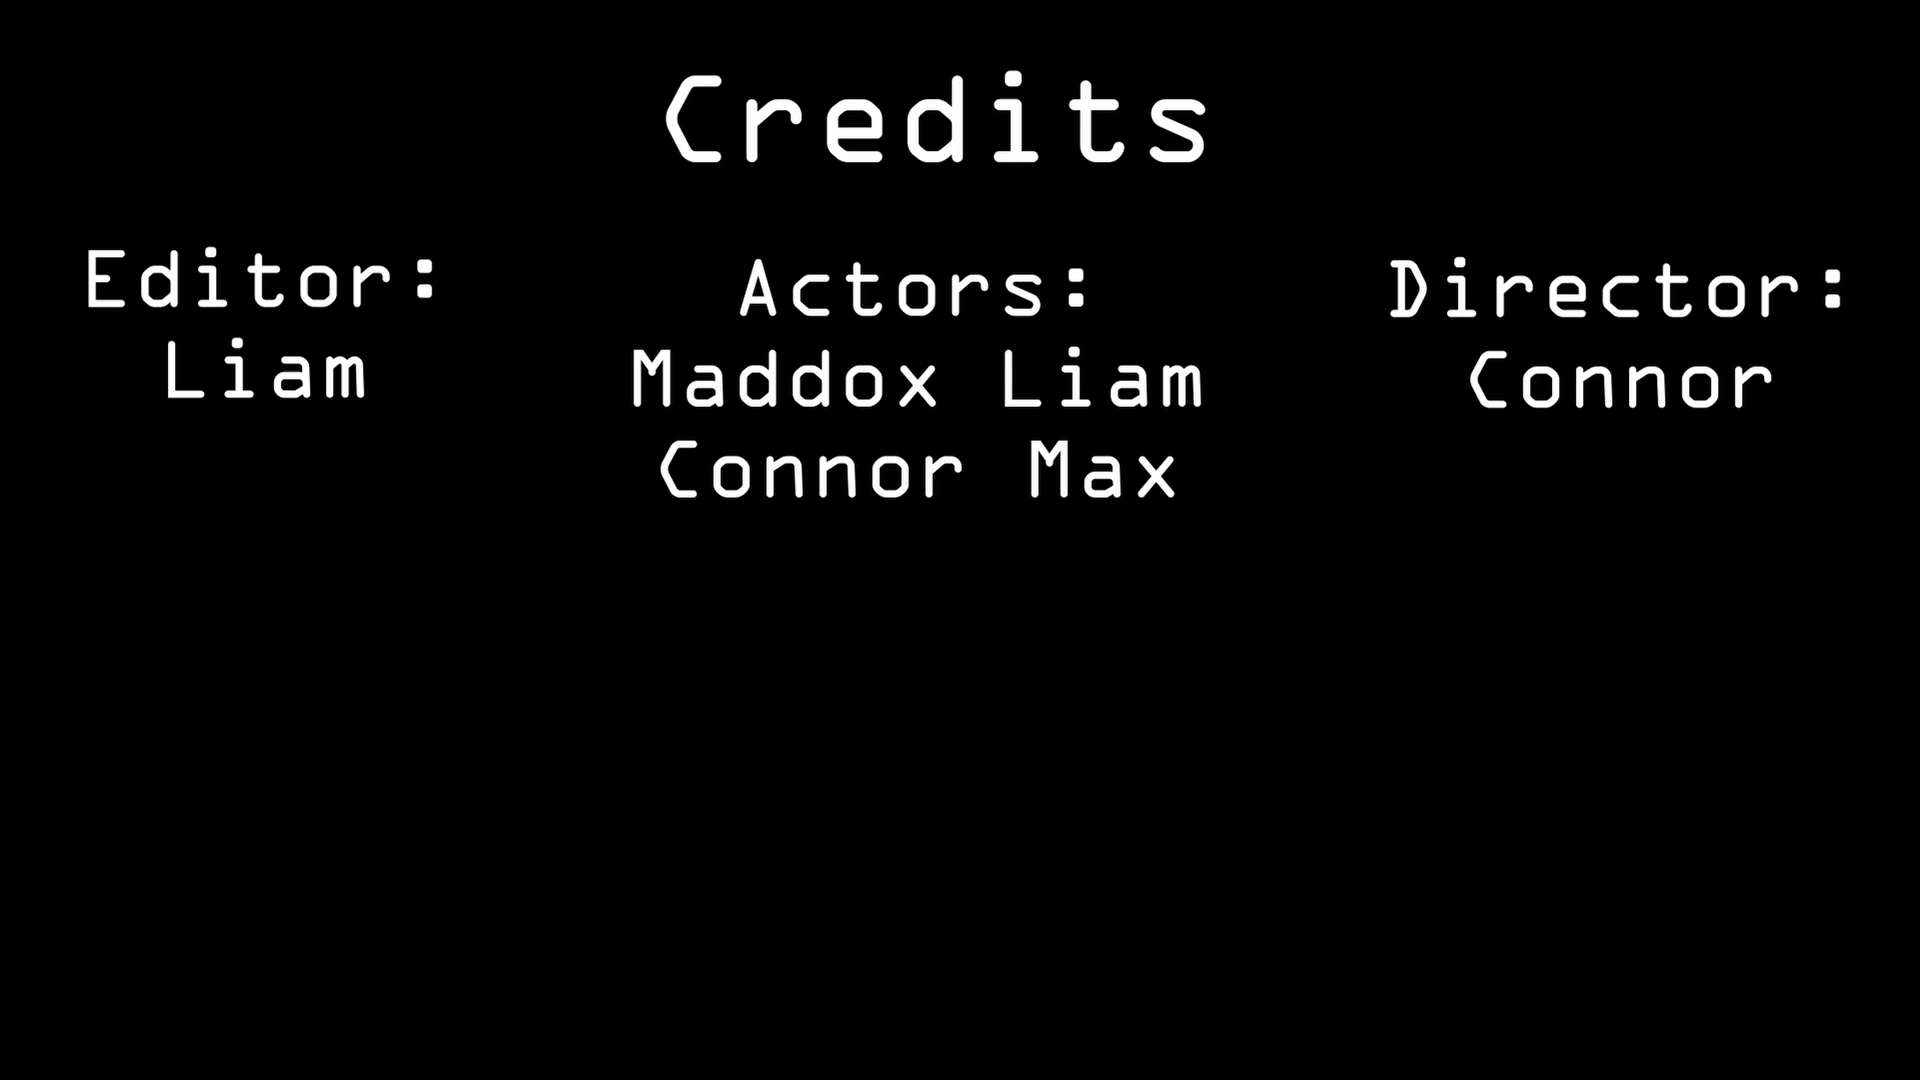 Credits
Editor:
Liam
Actors:
Maddox Liam
Connor Max
Director:
Connor